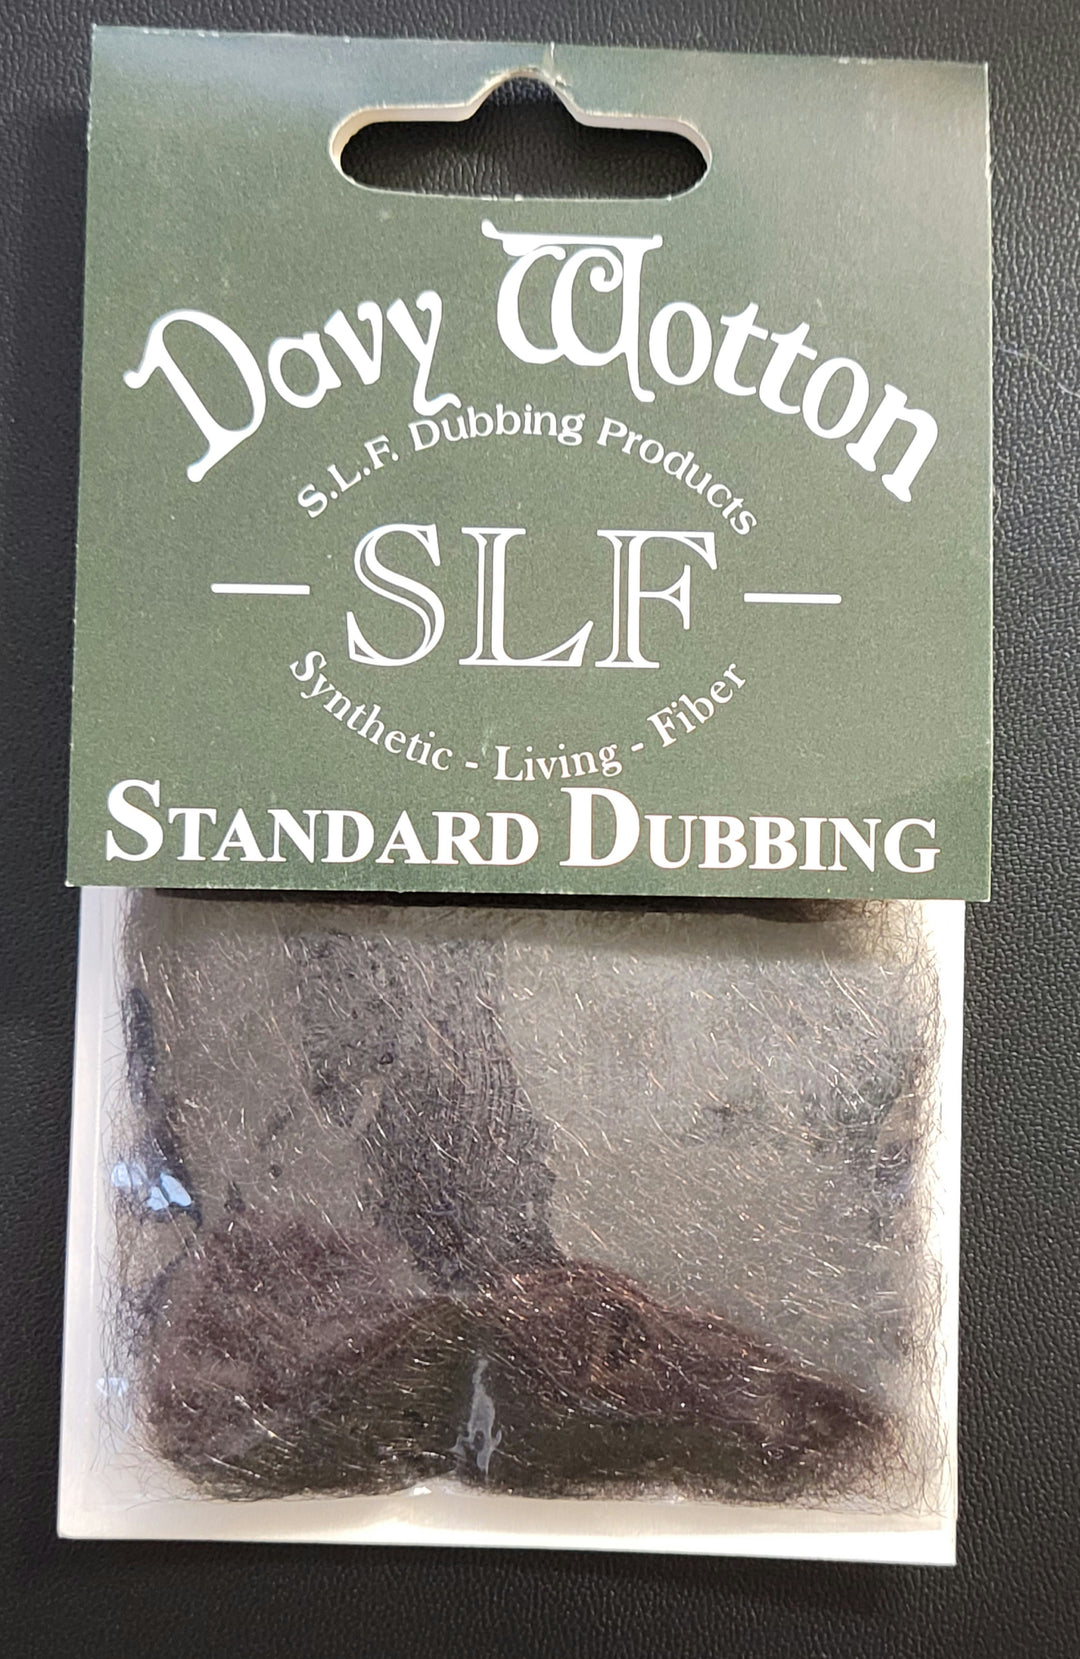 Davy Wotton
S.L.F. Dubbing Products
SLF
Synthetic - Living - Fiber
STANDARD DUBBING